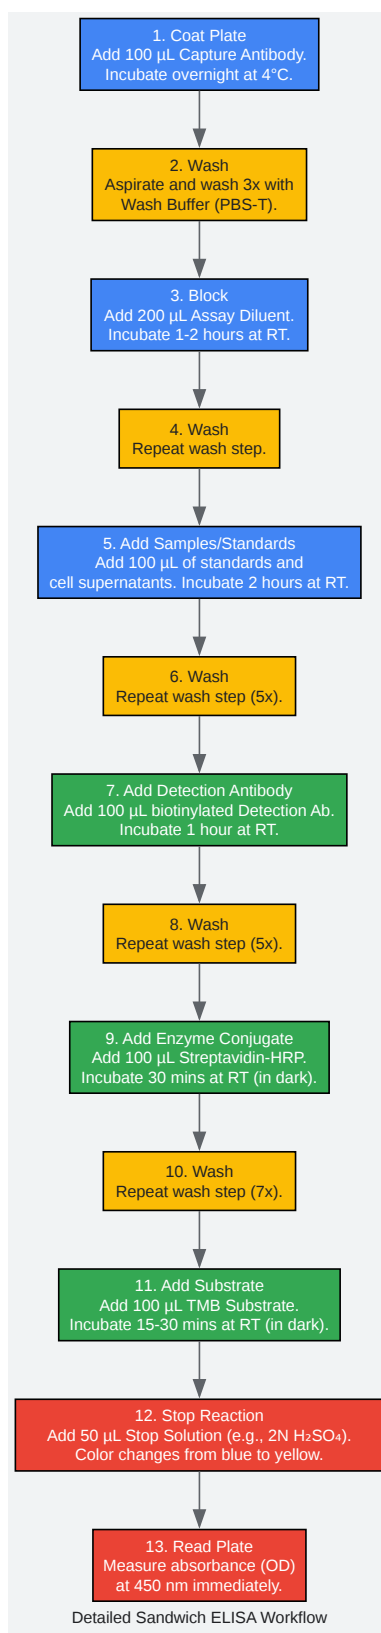 1. Coat Plate
Add 100 µL Capture Antibody.
Incubate overnight at 4°C.
2. Wash
Aspirate and wash 3x with
Wash Buffer (PBS-T).
3. Block
Add 200 µL Assay Diluent.
Incubate 1-2 hours at RT.
4. Wash
Repeat wash step.
5. Add Samples/Standards
Add 100 µL of standards and
cell supernatants. Incubate 2 hours at RT.
6. Wash
Repeat wash step (5x).
7. Add Detection Antibody
Add 100 µL biotinylated Detection Ab.
Incubate 1 hour at RT.
8. Wash
Repeat wash step (5x).
9. Add Enzyme Conjugate
Add 100 µL Streptavidin-HRP.
Incubate 30 mins at RT (in dark).
10. Wash
Repeat wash step (7x).
11. Add Substrate
Add 100 µL TMB Substrate.
Incubate 15-30 mins at RT (in dark).
12. Stop Reaction
Add 50 µL Stop Solution (e.g., 2N H₂SO₄).
Color changes from blue to yellow.
13. Read Plate
Measure absorbance (OD)
at 450 nm immediately.
Detailed Sandwich ELISA Workflow